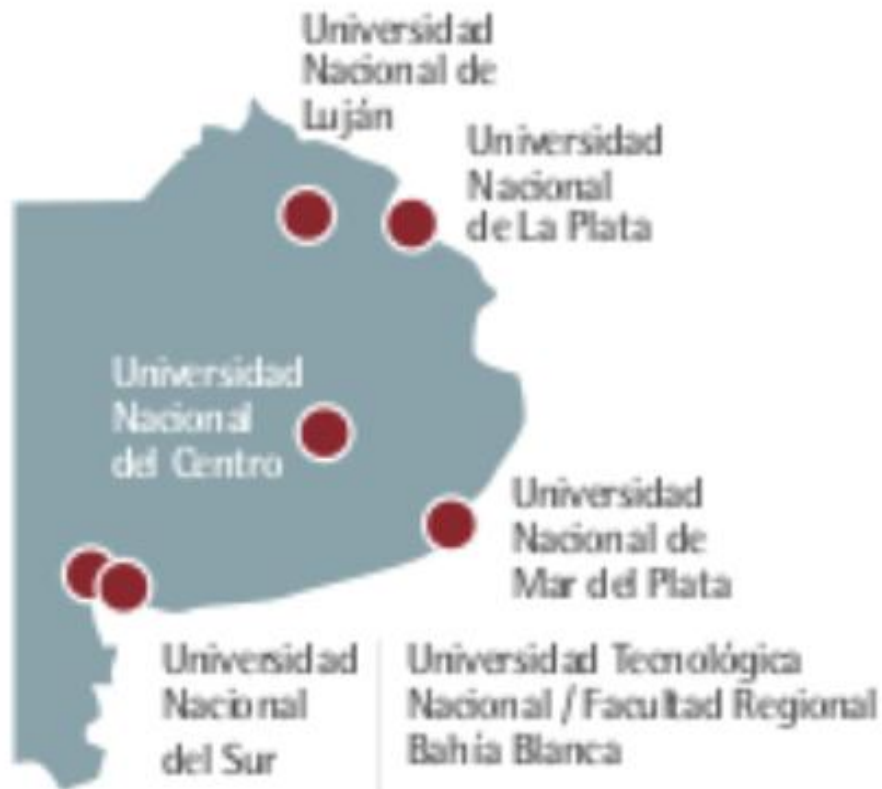 Universidad
Nacional de
Luján
Universidad
Nacional
de La Plata
Universidad
Nacional
del Centro
Universidad
Nacional de
Mar del Plata
Universidad
Nacional
del Sur
Universidad Tecnológica
Nacional / Facultad Regional
Bahía Blanca